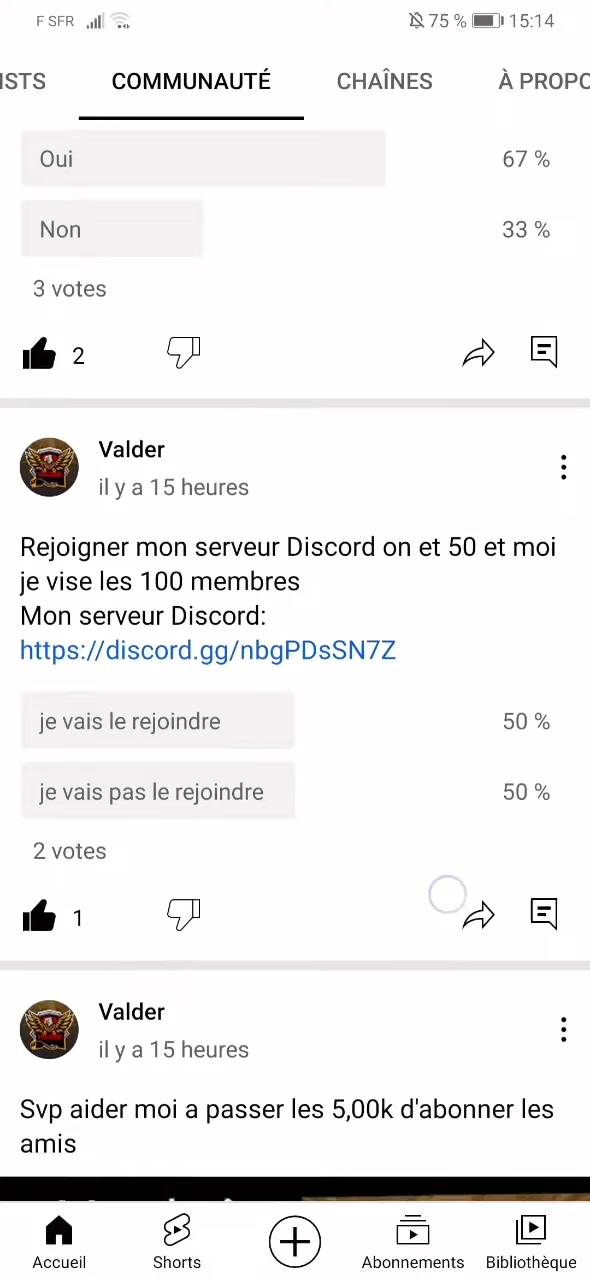 F SFR 75 % 15:14
ISTS COMMUNAUTÉ CHAÎNES À PROPO
Oui 67 %
Non 33 %
3 votes
2
Valder
il y a 15 heures
Rejoigner mon serveur Discord on et 50 et moi
je vise les 100 membres
Mon serveur Discord:
https://discord.gg/nbgPDsSN7Z
je vais le rejoindre 50 %
je vais pas le rejoindre 50 %
2 votes
1
Valder
il y a 15 heures
Svp aider moi a passer les 5,00k d'abonner les
amis
Accueil Shorts Abonnements Bibliothèque